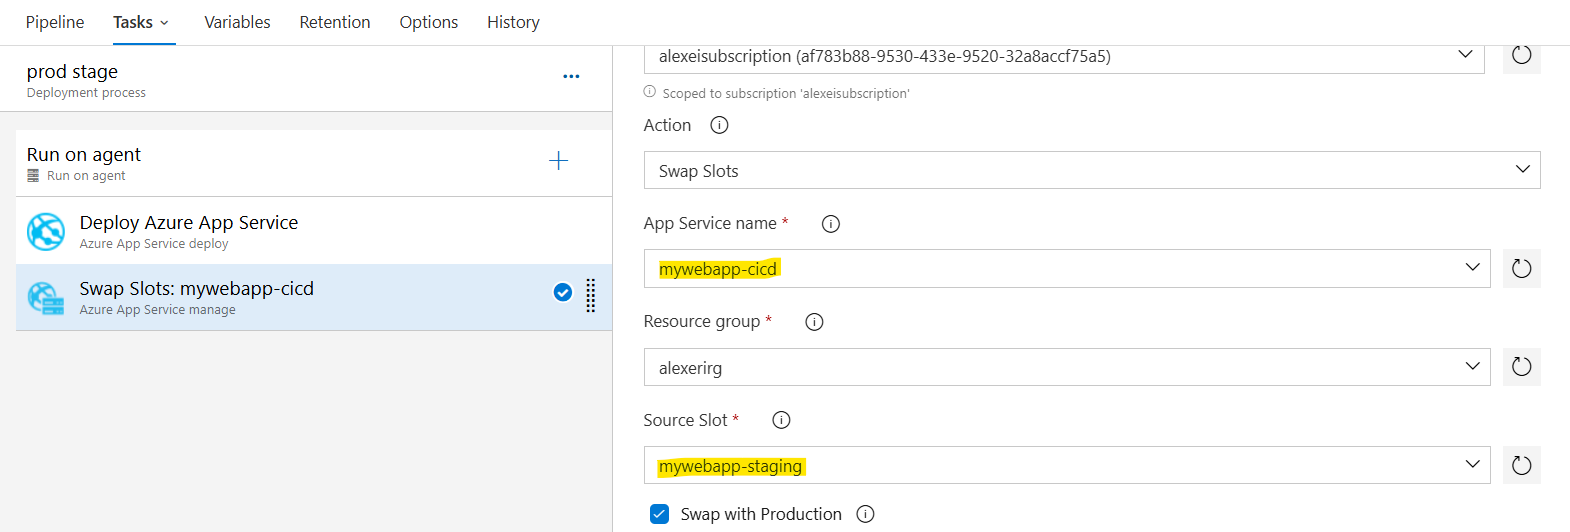 Pipeline Tasks Variables Retention Options History
prod stage
Deployment process
Run on agent
Run on agent
Deploy Azure App Service
Azure App Service deploy
Swap Slots: mywebapp-cicd
Azure App Service manage
alexeisubscription (af783b88-9530-433e-9520-32a8accf75a5)
Scoped to subscription 'alexeisubscription'
Action
Swap Slots
App Service name *
mywebapp-cicd
Resource group *
alexerirg
Source Slot *
mywebapp-staging
Swap with Production